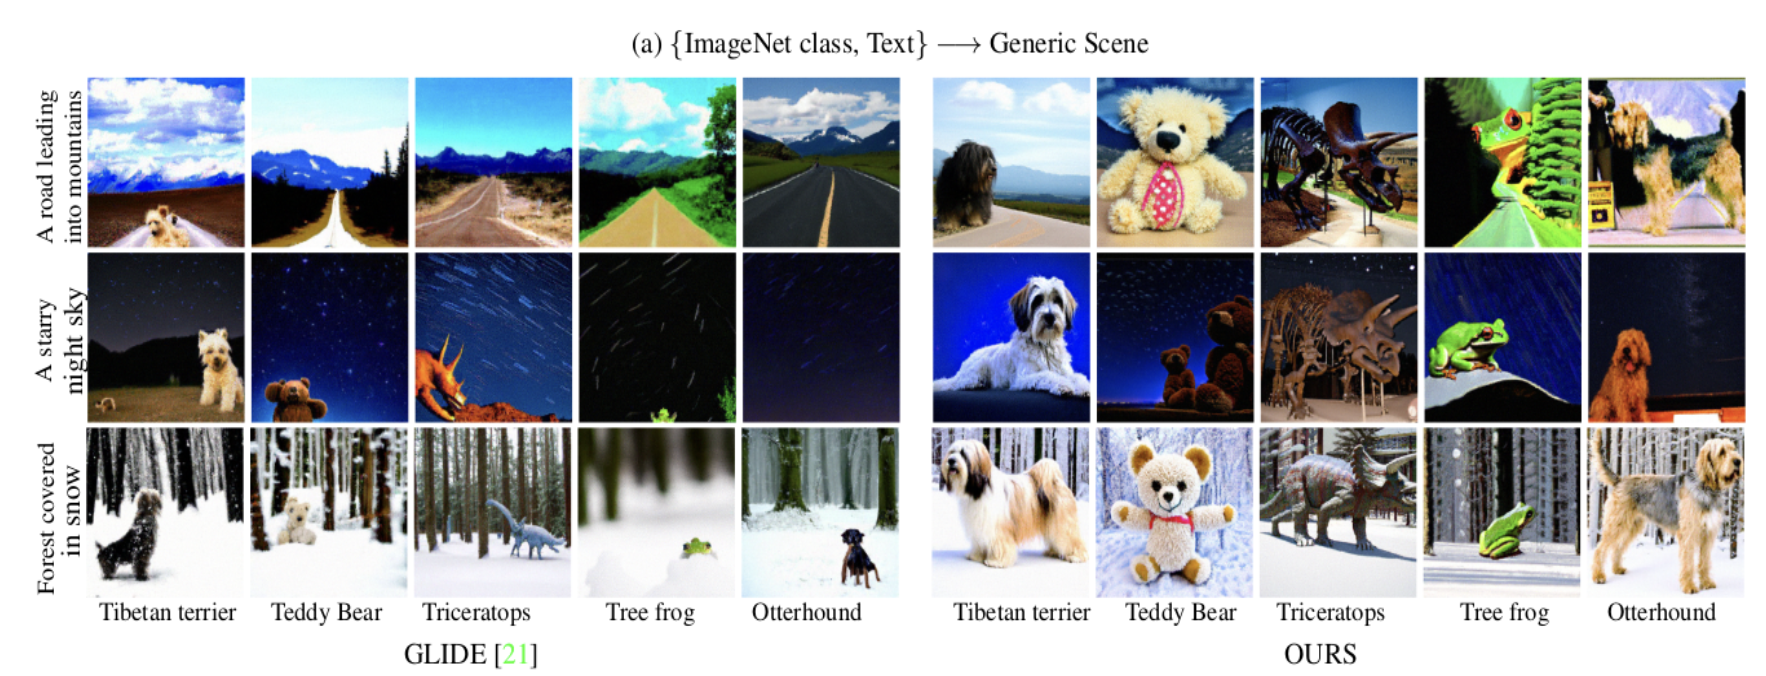 (a) {ImageNet class, Text} ⟶ Generic Scene
A road leading
into mountains
A starry
night sky
Forest covered
in snow
Tibetan terrier
Teddy Bear
Triceratops
Tree frog
Otterhound
Tibetan terrier
Teddy Bear
Triceratops
Tree frog
Otterhound
GLIDE [21]
OURS